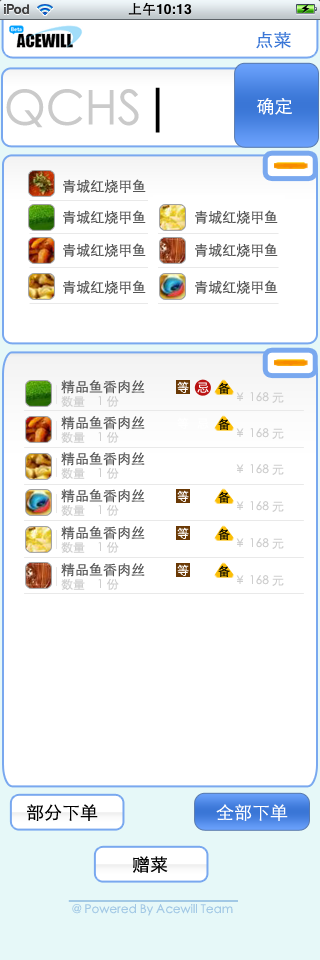 iPod 上午10:13
Beta ACEWILL 点菜
QCHS 确定
青城红烧甲鱼
青城红烧甲鱼 青城红烧甲鱼
青城红烧甲鱼 青城红烧甲鱼
青城红烧甲鱼 青城红烧甲鱼
精品鱼香肉丝 等 忌 备
数量 1 份 ¥ 168 元
精品鱼香肉丝 备
数量 1 份 ¥ 168 元
精品鱼香肉丝
数量 1 份 ¥ 168 元
精品鱼香肉丝 等 备
数量 1 份 ¥ 168 元
精品鱼香肉丝 等 备
数量 1 份 ¥ 168 元
精品鱼香肉丝 等 备
数量 1 份 ¥ 168 元
部分下单 全部下单
赠菜
@ Powered By Acewill Team